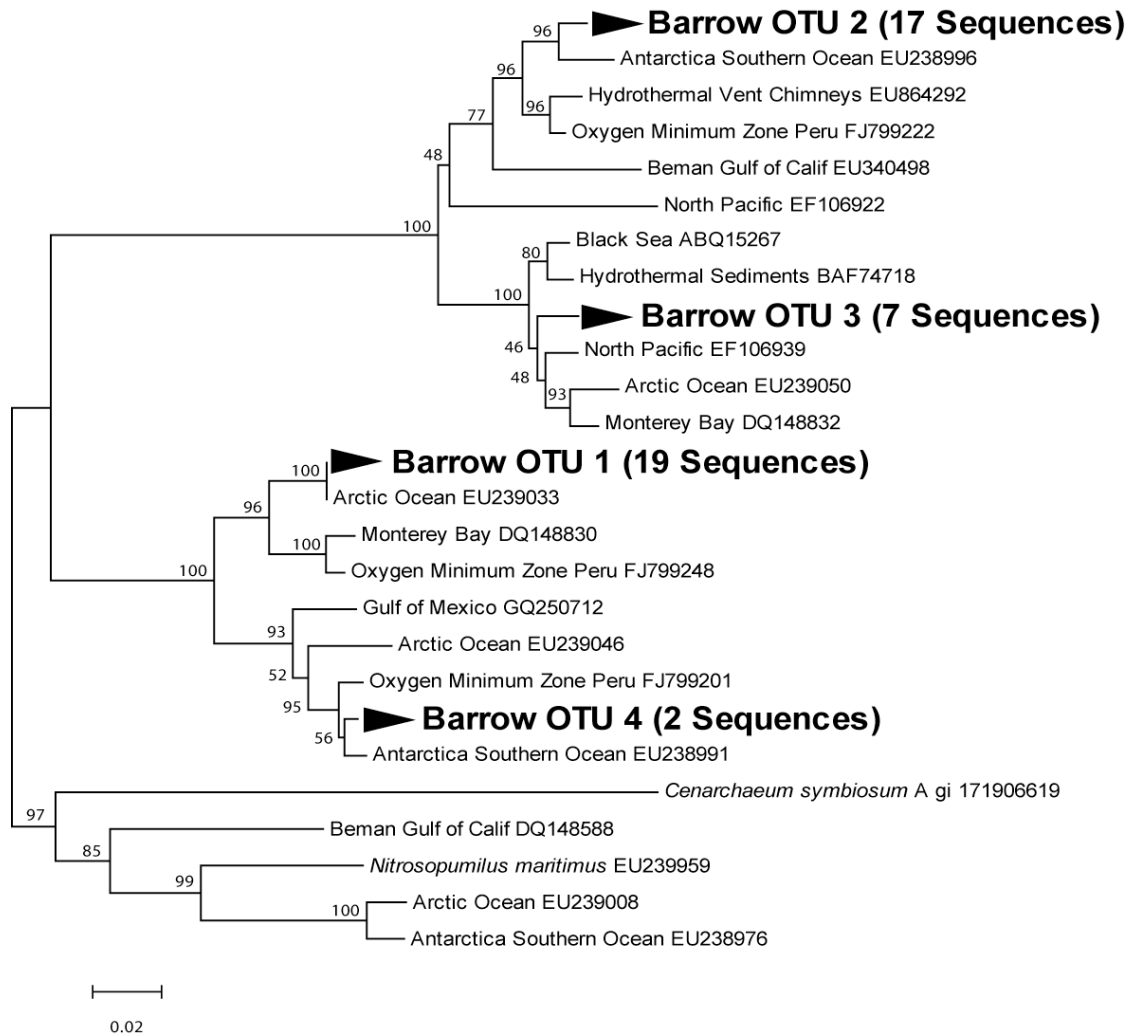 96
Barrow OTU 2 (17 Sequences)
Antarctica Southern Ocean EU238996
96
Hydrothermal Vent Chimneys EU864292
96
Oxygen Minimum Zone Peru FJ799222
77
Beman Gulf of Calif EU340498
48
North Pacific EF106922
100
Black Sea ABQ15267
80
Hydrothermal Sediments BAF74718
100
Barrow OTU 3 (7 Sequences)
46
North Pacific EF106939
48
Arctic Ocean EU239050
93
Monterey Bay DQ148832
Barrow OTU 1 (19 Sequences)
100
Arctic Ocean EU239033
96
Monterey Bay DQ148830
100
Oxygen Minimum Zone Peru FJ799248
100
Gulf of Mexico GQ250712
93
Arctic Ocean EU239046
52
Oxygen Minimum Zone Peru FJ799201
95
Barrow OTU 4 (2 Sequences)
56
Antarctica Southern Ocean EU238991
Cenarchaeum symbiosum A gi 171906619
97
Beman Gulf of Calif DQ148588
85
Nitrosopumilus maritimus EU239959
99
Arctic Ocean EU239008
100
Antarctica Southern Ocean EU238976
0.02